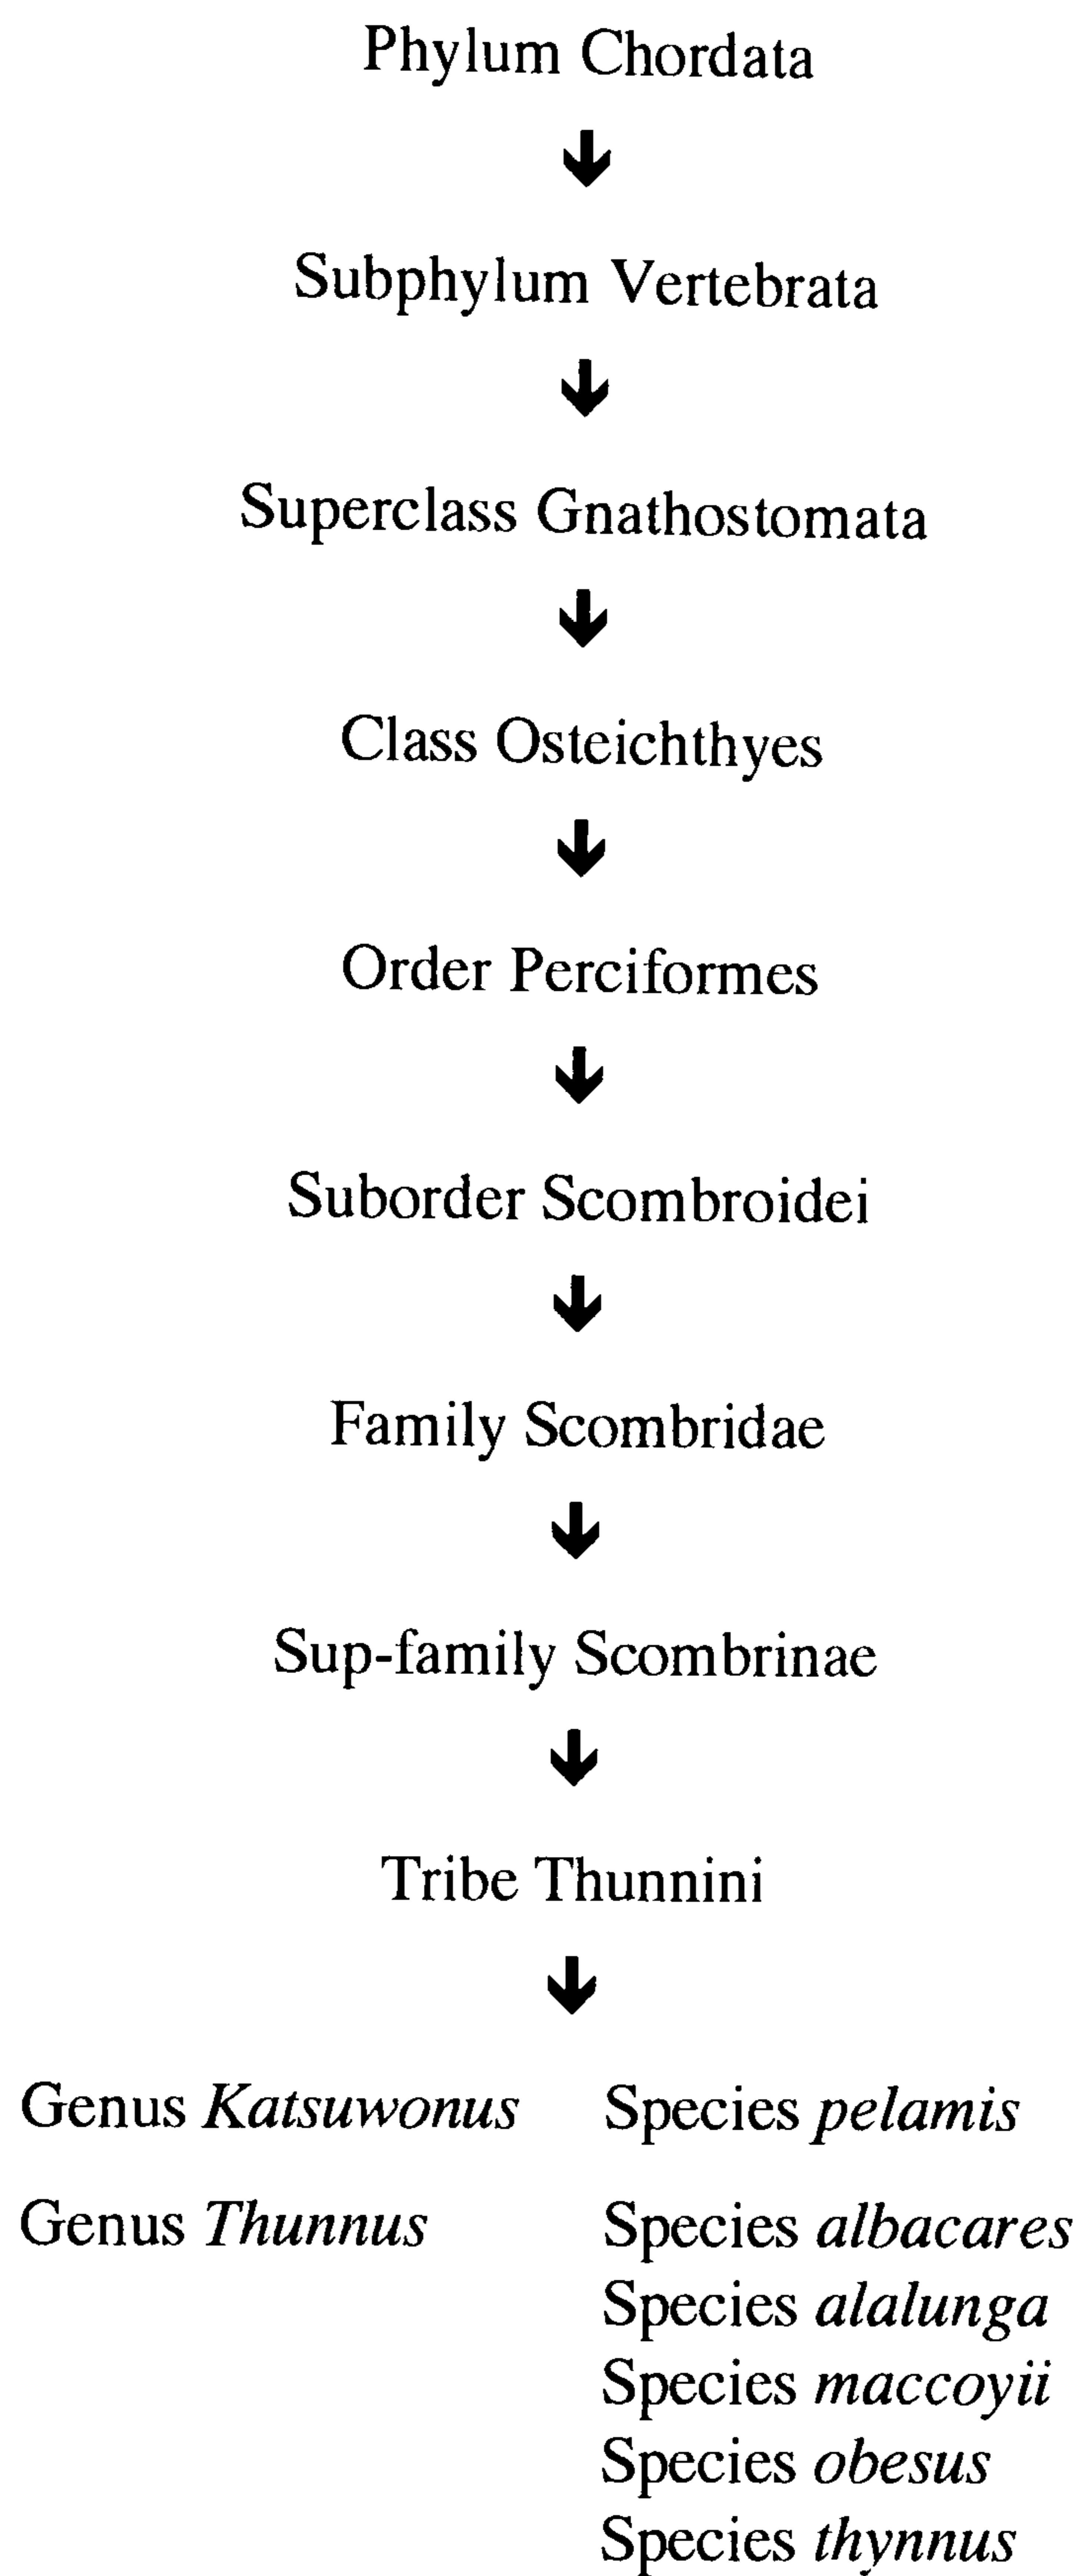 Phylum Chordata
Subphylum Vertebrata
Superclass Gnathostomata
Class Osteichthyes
Order Perciformes
Suborder Scombroidei
Family Scombridae
Sup-family Scombrinae
Tribe Thunnini
Genus Katsuwonus Species pelamis
Genus Thunnus Species albacares
Species alalunga
Species maccoyii
Species obesus
Species thynnus